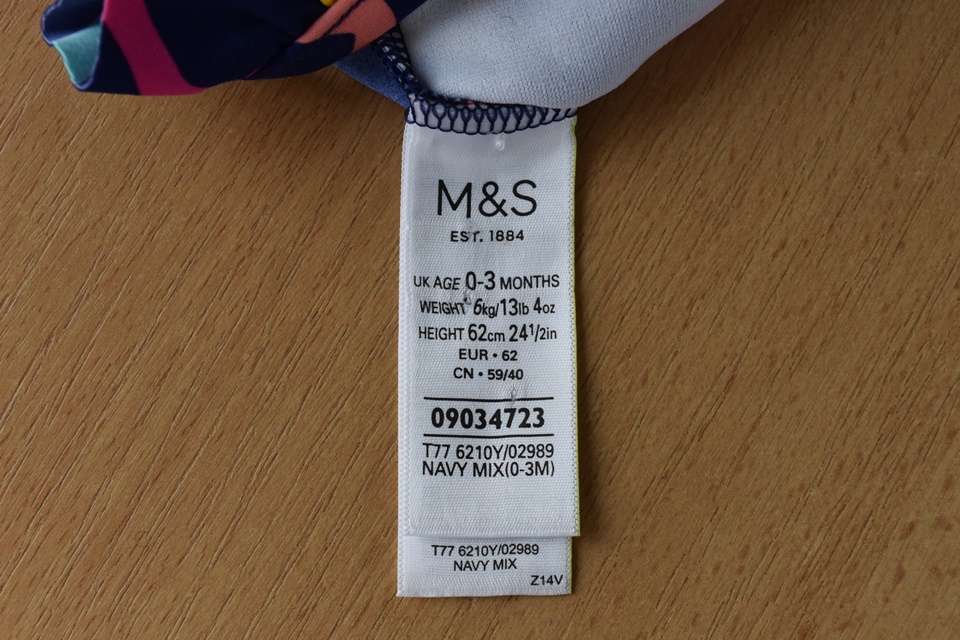 M&S
EST. 1884
UK AGE 0-3 MONTHS
WEIGHT 6kg/13lb 4oz
HEIGHT 62cm 24½in
EUR • 62
CN • 59/40
09034723
T77 6210Y/02989
NAVY MIX(0-3M)
T77 6210Y/02989
NAVY MIX
Z14V